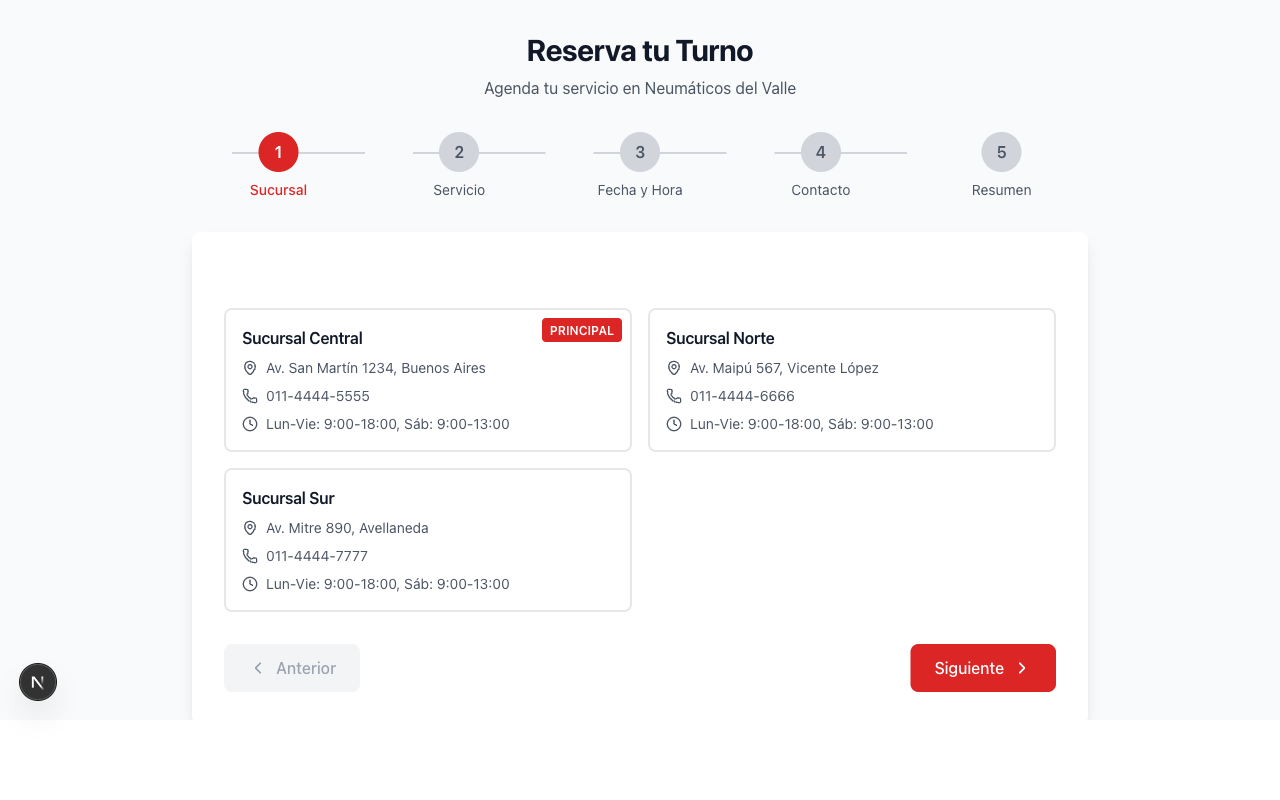 Reserva tu Turno
Agenda tu servicio en Neumáticos del Valle
1
2
3
4
5
Sucursal
Servicio
Fecha y Hora
Contacto
Resumen
Sucursal Central
PRINCIPAL
Av. San Martín 1234, Buenos Aires
011-4444-5555
Lun-Vie: 9:00-18:00, Sáb: 9:00-13:00
Sucursal Norte
Av. Maipú 567, Vicente López
011-4444-6666
Lun-Vie: 9:00-18:00, Sáb: 9:00-13:00
Sucursal Sur
Av. Mitre 890, Avellaneda
011-4444-7777
Lun-Vie: 9:00-18:00, Sáb: 9:00-13:00
Anterior
Siguiente
N